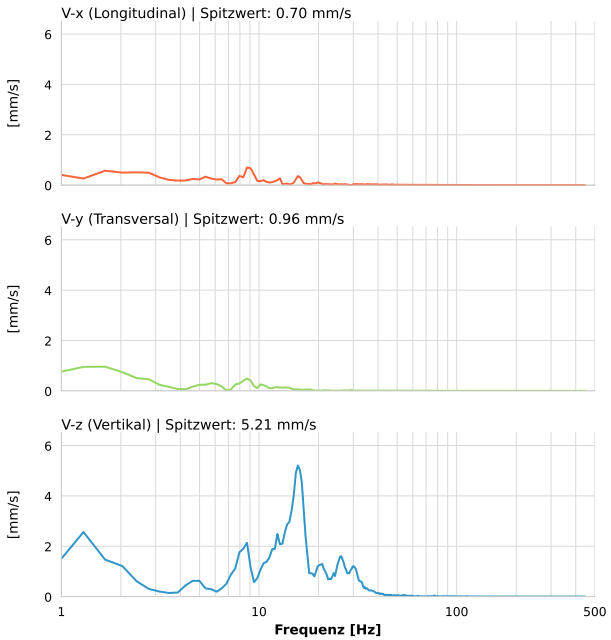 V-x (Longitudinal) | Spitzwert: 0.70 mm/s
6
4
2
0
[mm/s]
V-y (Transversal) | Spitzwert: 0.96 mm/s
6
4
2
0
[mm/s]
V-z (Vertikal) | Spitzwert: 5.21 mm/s
6
4
2
0
[mm/s]
1 10 100 500
Frequenz [Hz]